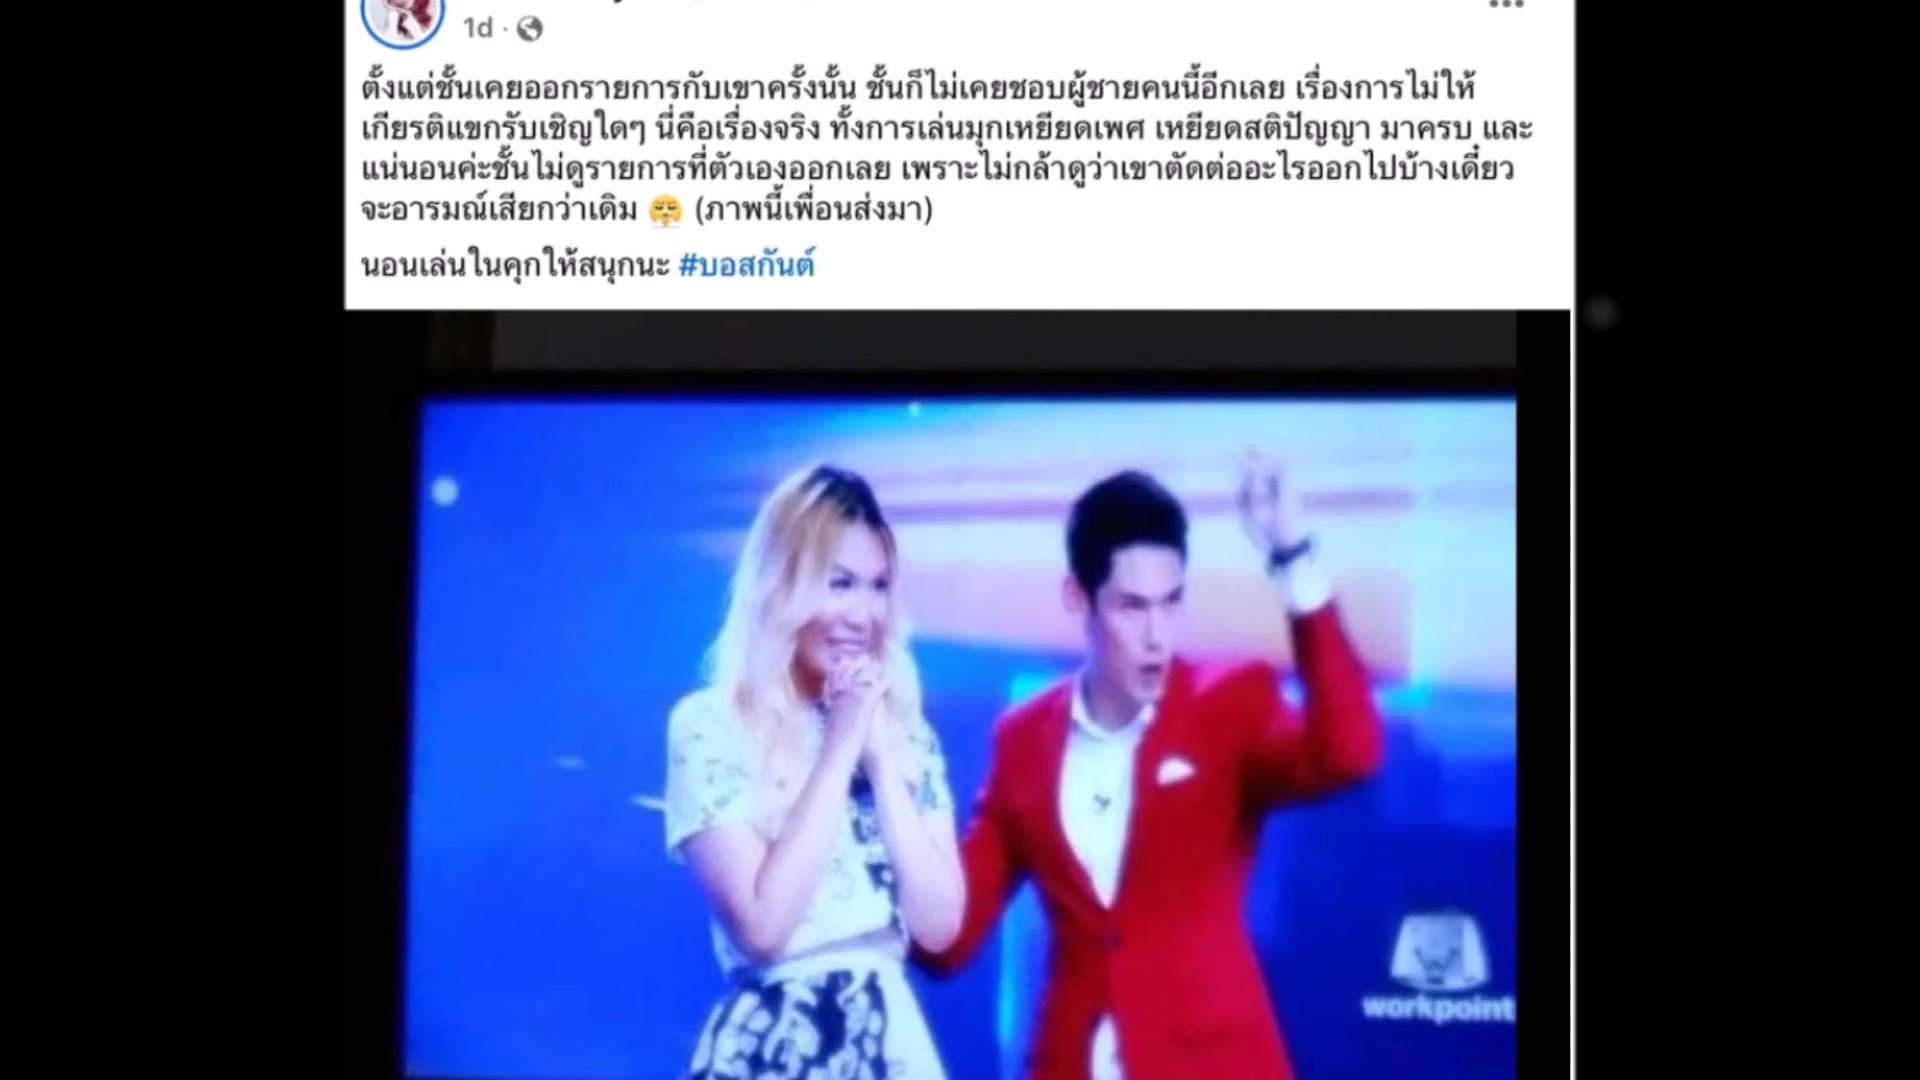 1d ·
ตั้งแต่ชั้นเคยออกรายการกับเขาครั้งนั้น ชั้นก็ไม่เคยชอบผู้ชายคนนี้อีกเลย เรื่องการไม่ให้
เกียรติแขกรับเชิญใดๆ นี่คือเรื่องจริง ทั้งการเล่นมุกเหยียดเพศ เหยียดสติปัญญา มาครบ และ
แน่นอนค่ะชั้นไม่ดูรายการที่ตัวเองออกเลย เพราะไม่กล้าดูว่าเขาตัดต่ออะไรออกไปบ้างเดี๋ยว
จะอารมณ์เสียกว่าเดิม 😤 (ภาพนี้เพื่อนส่งมา)
นอนเล่นในคุกให้สนุกนะ #บอสกันต์
workpoint